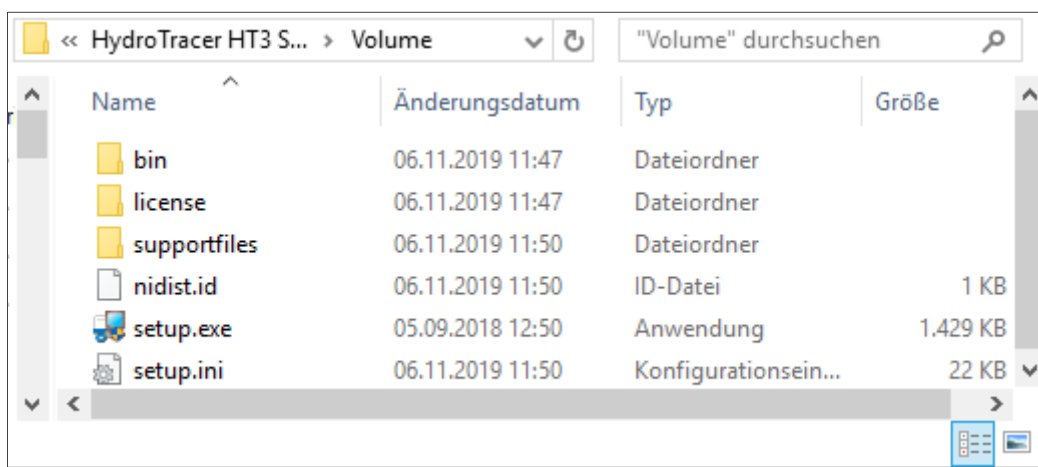 « HydroTracer HT3 S... > Volume "Volume" durchsuchen
Name Änderungsdatum Typ Größe
bin 06.11.2019 11:47 Dateiordner
license 06.11.2019 11:47 Dateiordner
supportfiles 06.11.2019 11:50 Dateiordner
nidist.id 06.11.2019 11:50 ID-Datei 1 KB
setup.exe 05.09.2018 12:50 Anwendung 1.429 KB
setup.ini 06.11.2019 11:50 Konfigurationsein... 22 KB